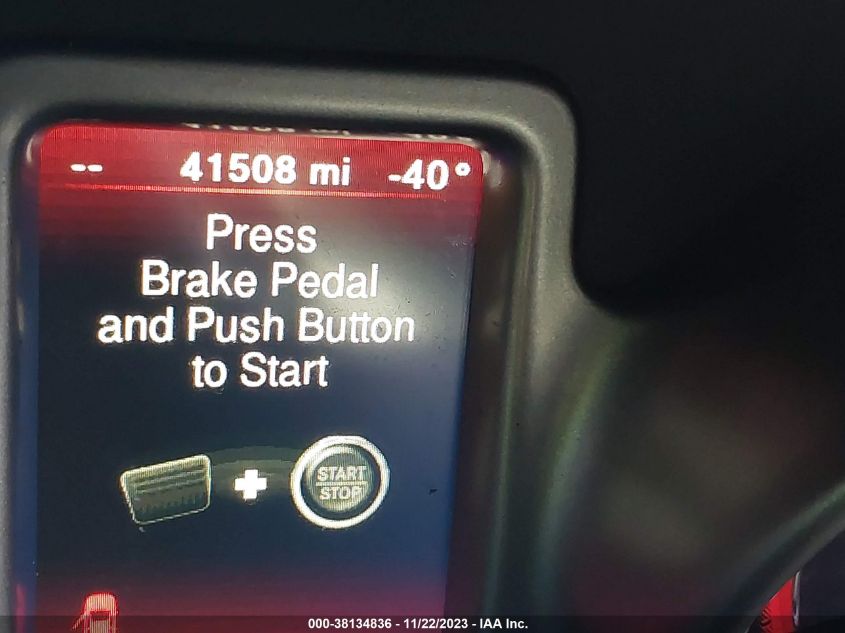 -- 41508 mi -40°
Press
Brake Pedal
and Push Button
to Start
START
STOP
000-38134836 - 11/22/2023 - IAA Inc.